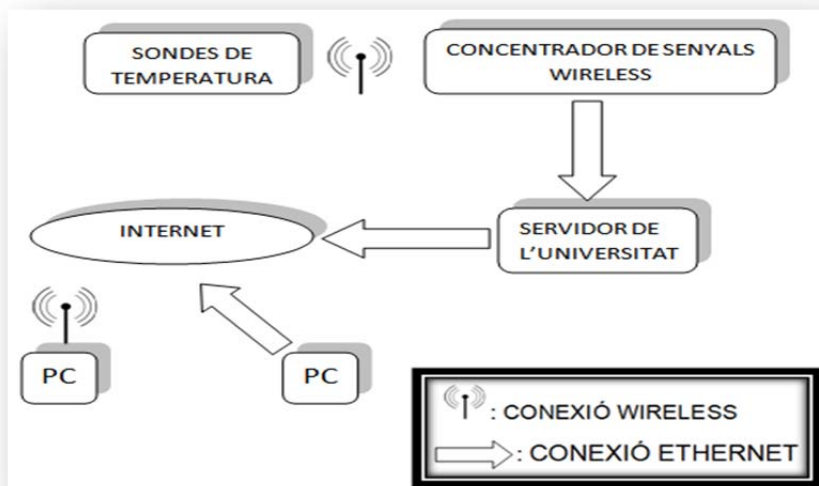 SONDES DE
TEMPERATURA
CONCENTRADOR DE SENYALS
WIRELESS
INTERNET
SERVIDOR DE
L'UNIVERSITAT
PC
PC
: CONEXIÓ WIRELESS
: CONEXIÓ ETHERNET